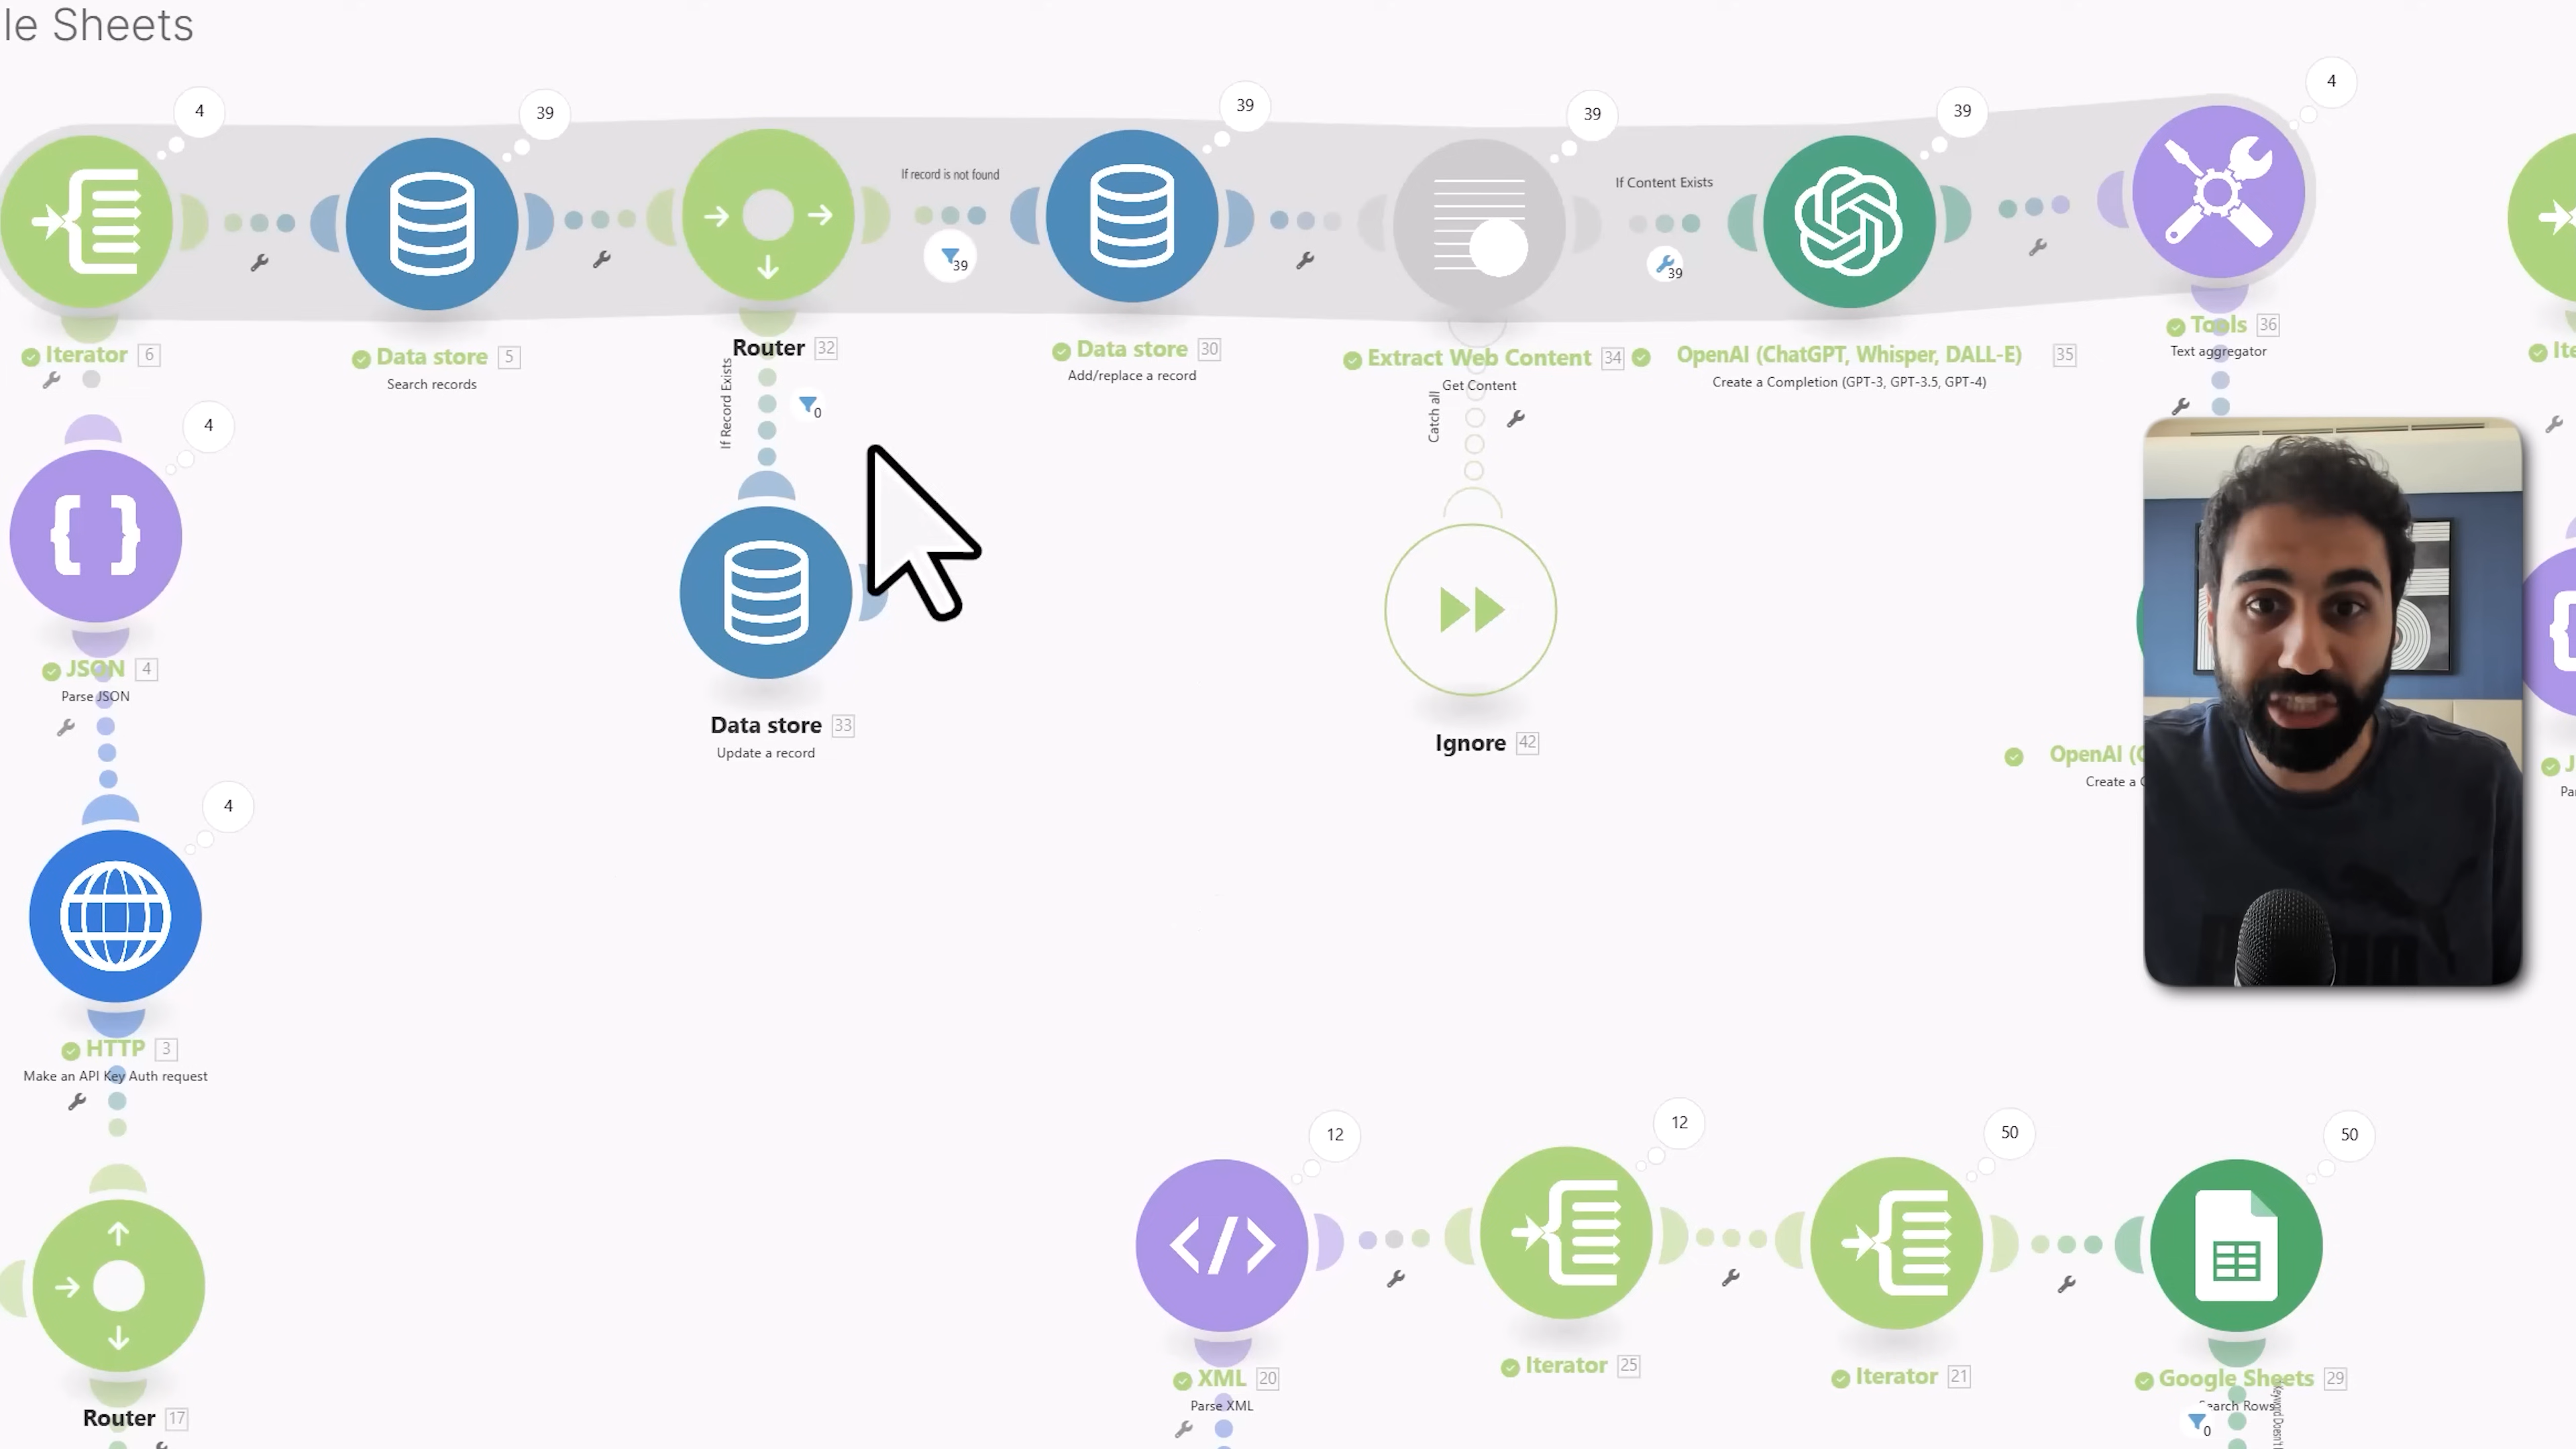 le Sheets
4
39
39
39
39
4
If record is not found
39
If Content Exists
39
Iterator 6
Data store 5
Search records
Router 32
Data store 30
Add/replace a record
Extract Web Content 34
Get Content
OpenAI (ChatGPT, Whisper, DALL-E) 35
Create a Completion (GPT-3, GPT-3.5, GPT-4)
Tools 36
Text aggregator
Ite
If Record Exists
0
Catch all
4
JSON 4
Parse JSON
Data store 33
Update a record
Ignore 42
OpenAI (C
Create a C
J
Pa
4
HTTP 3
Make an API Key Auth request
12
12
50
50
Router 17
XML 20
Parse XML
Iterator 25
Iterator 21
Google Sheets 29
Search Rows
0
Keyword Doesn't